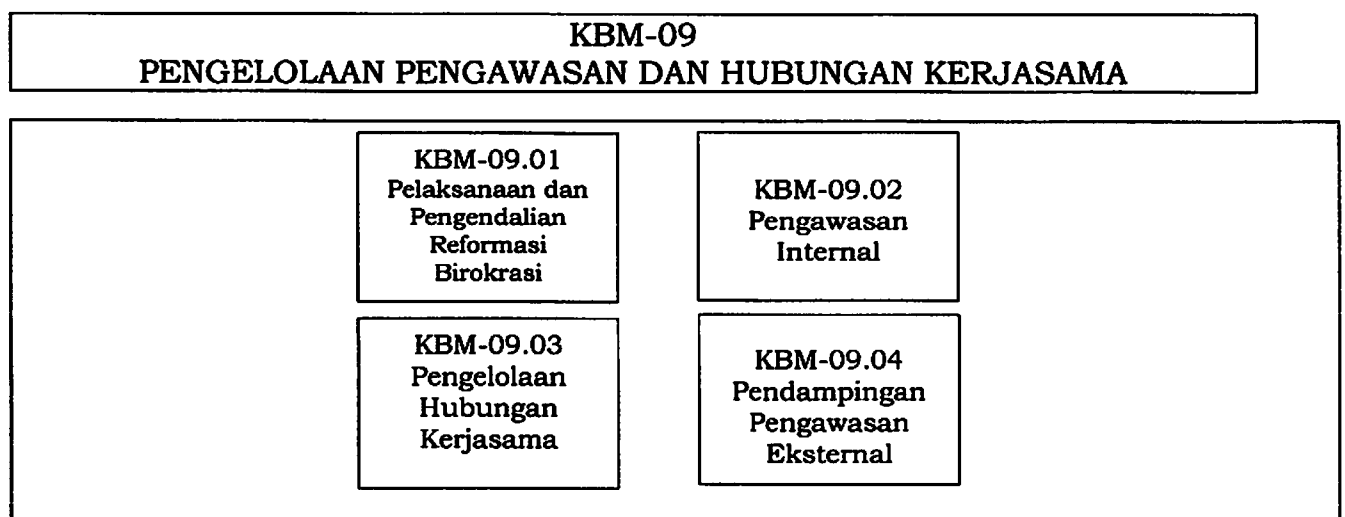 KBM-09
PENGELOLAAN PENGAWASAN DAN HUBUNGAN KERJASAMA
KBM-09.01
Pelaksanaan dan
Pengendalian
Reformasi
Birokrasi
KBM-09.02
Pengawasan
Internal
KBM-09.03
Pengelolaan
Hubungan
Kerjasama
KBM-09.04
Pendampingan
Pengawasan
Eksternal